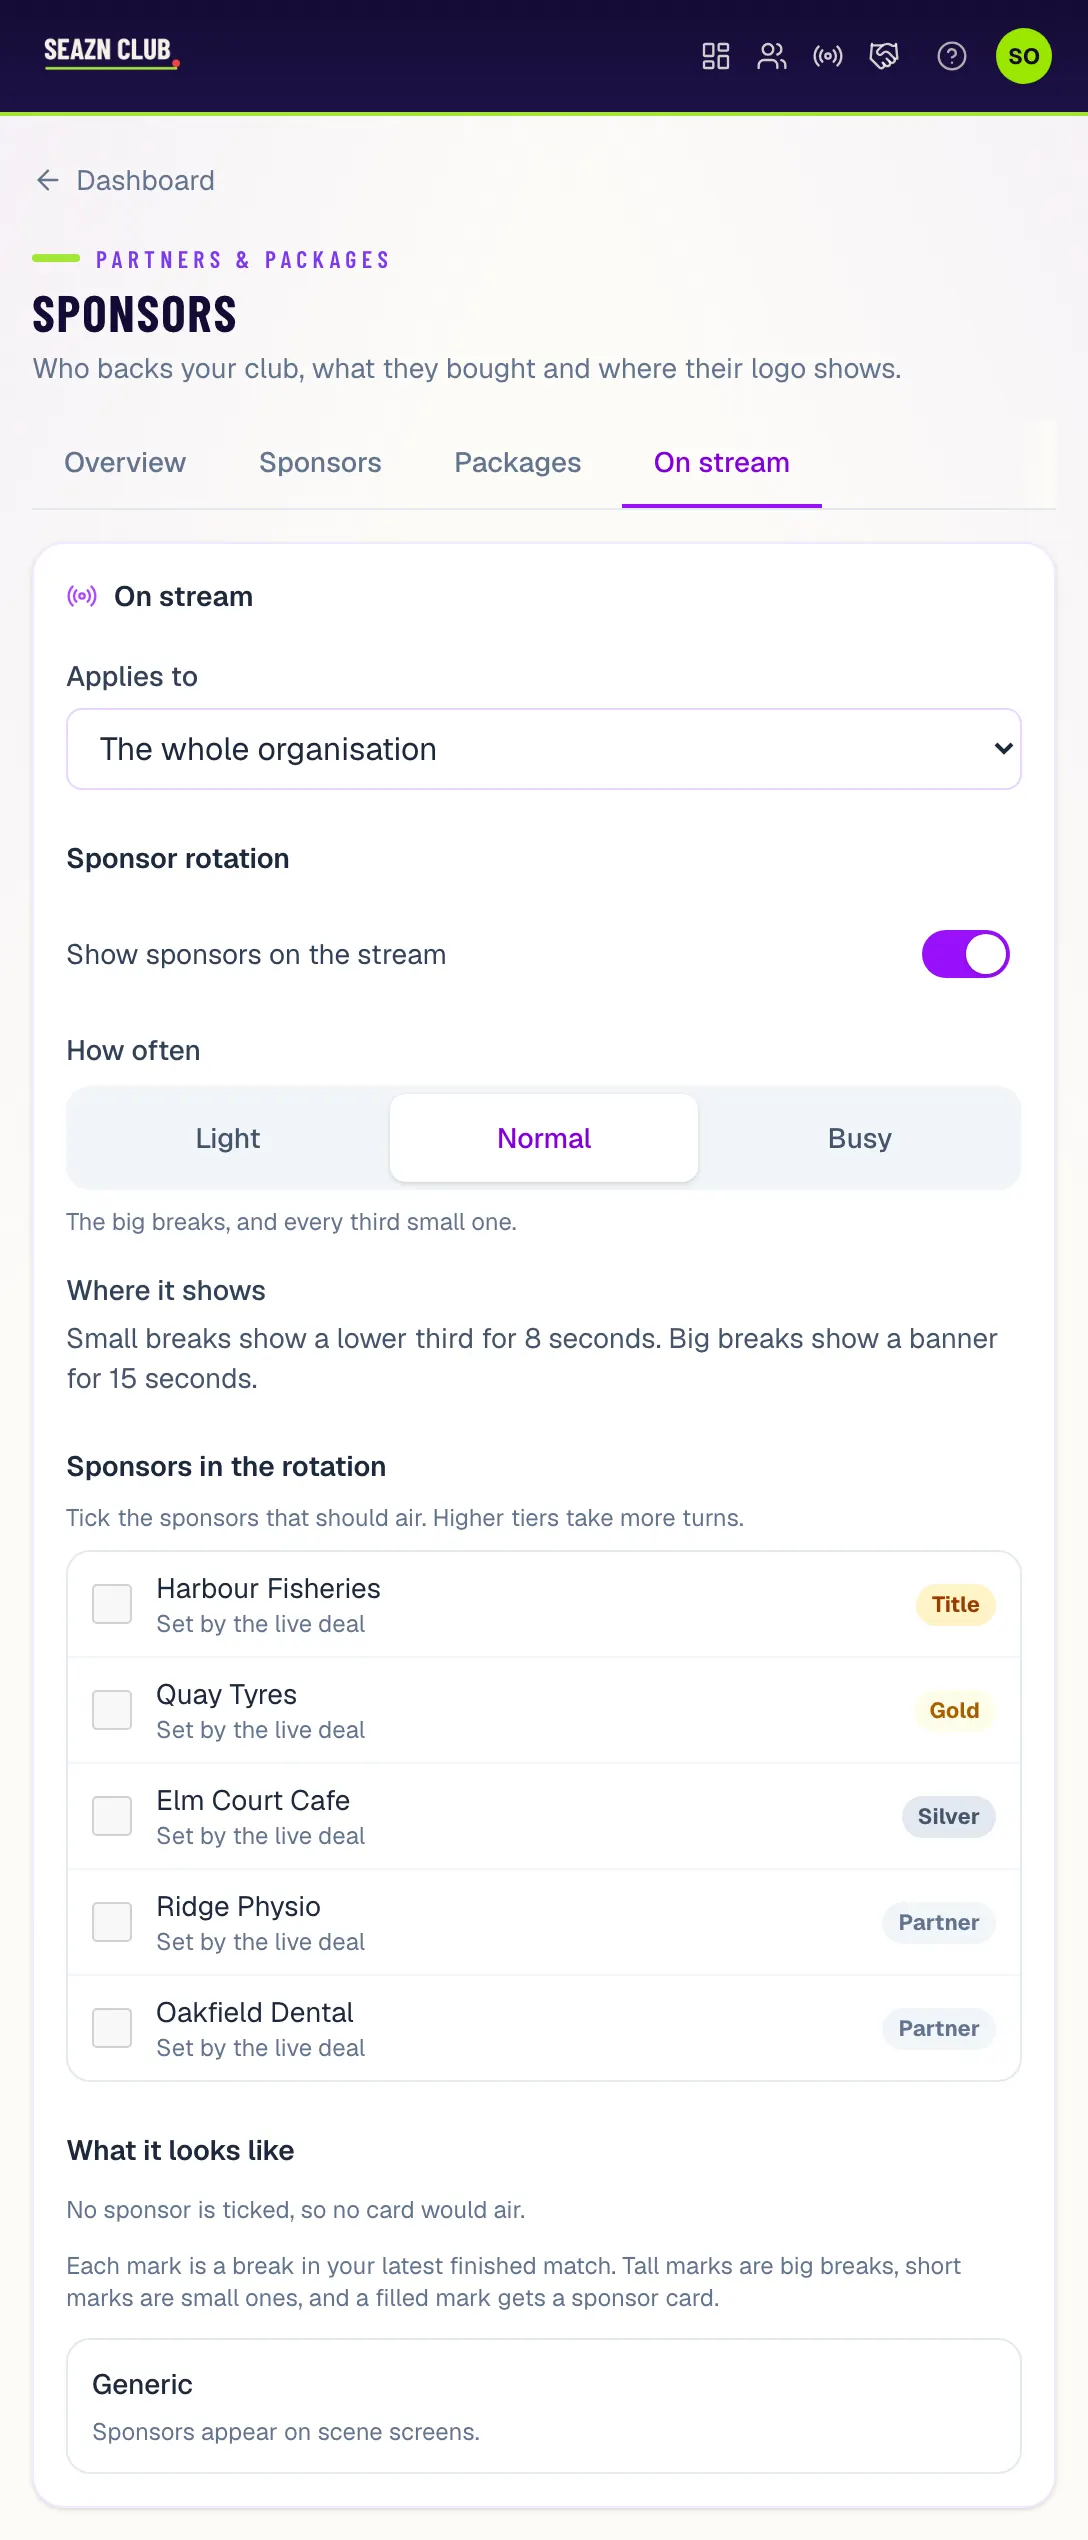 SEAZN CLUB
SO
Dashboard
PARTNERS & PACKAGES
SPONSORS
Who backs your club, what they bought and where their logo shows.
Overview
Sponsors
Packages
On stream
On stream
Applies to
The whole organisation
Sponsor rotation
Show sponsors on the stream
How often
Light
Normal
Busy
The big breaks, and every third small one.
Where it shows
Small breaks show a lower third for 8 seconds. Big breaks show a banner
for 15 seconds.
Sponsors in the rotation
Tick the sponsors that should air. Higher tiers take more turns.
Harbour Fisheries
Set by the live deal
Title
Quay Tyres
Set by the live deal
Gold
Elm Court Cafe
Set by the live deal
Silver
Ridge Physio
Set by the live deal
Partner
Oakfield Dental
Set by the live deal
Partner
What it looks like
No sponsor is ticked, so no card would air.
Each mark is a break in your latest finished match. Tall marks are big breaks, short
marks are small ones, and a filled mark gets a sponsor card.
Generic
Sponsors appear on scene screens.